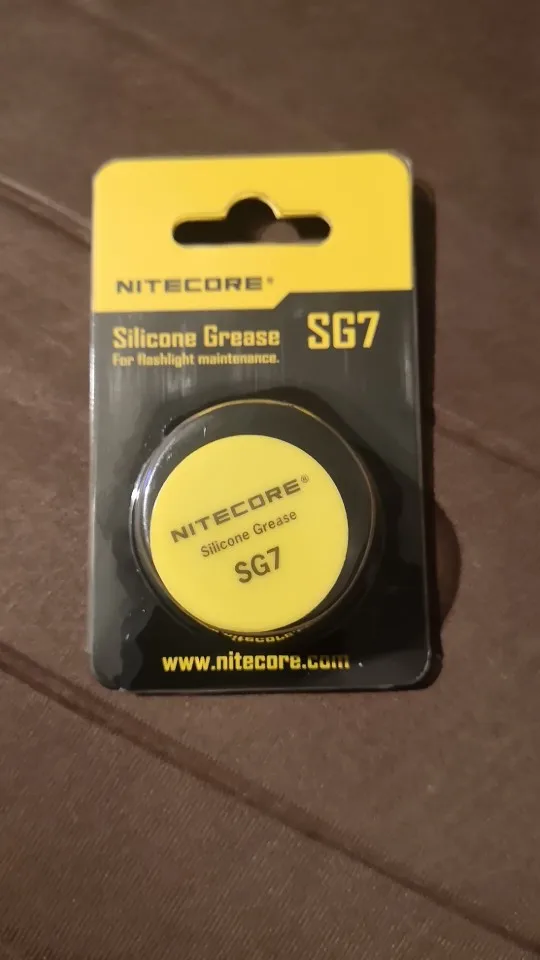 NITECORE®
Silicone Grease SG7
For flashlight maintenance.
NITECORE®
Silicone Grease
SG7
www.nitecore.com